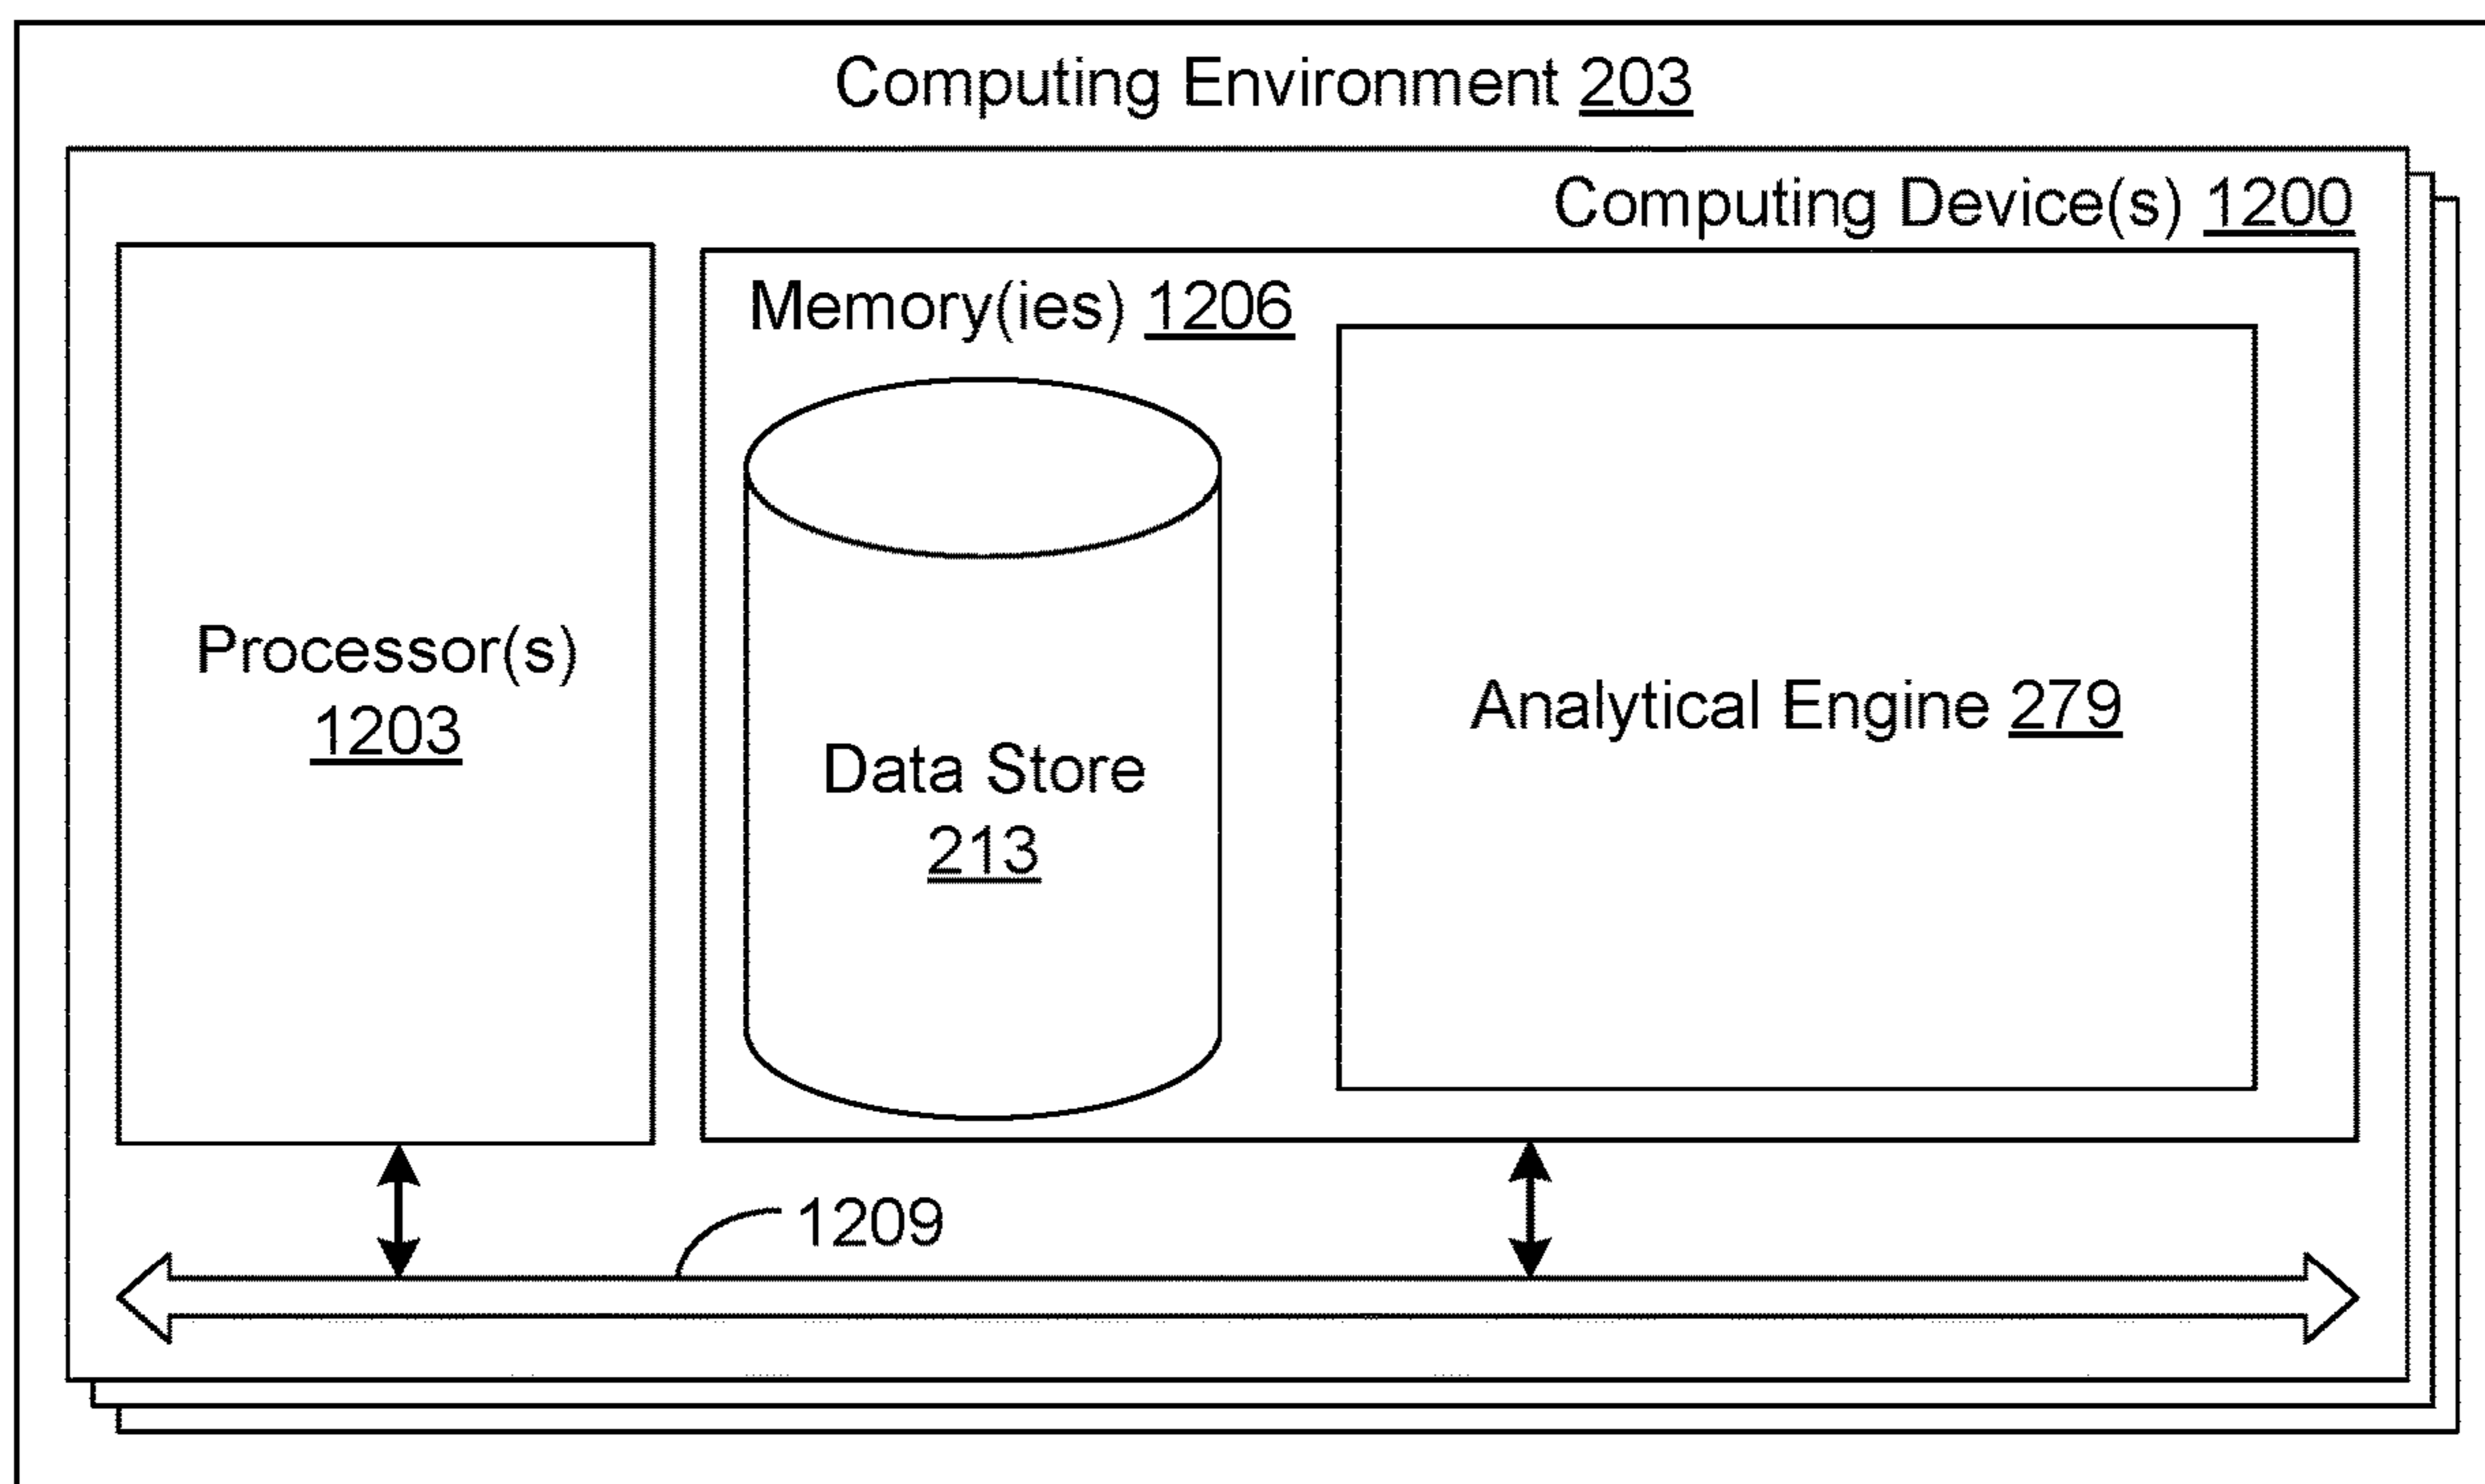 Computing Environment 203
Computing Device(s) 1200
Memory(ies) 1206
Processor(s)
1203
Analytical Engine 279
Data Store
213
1209